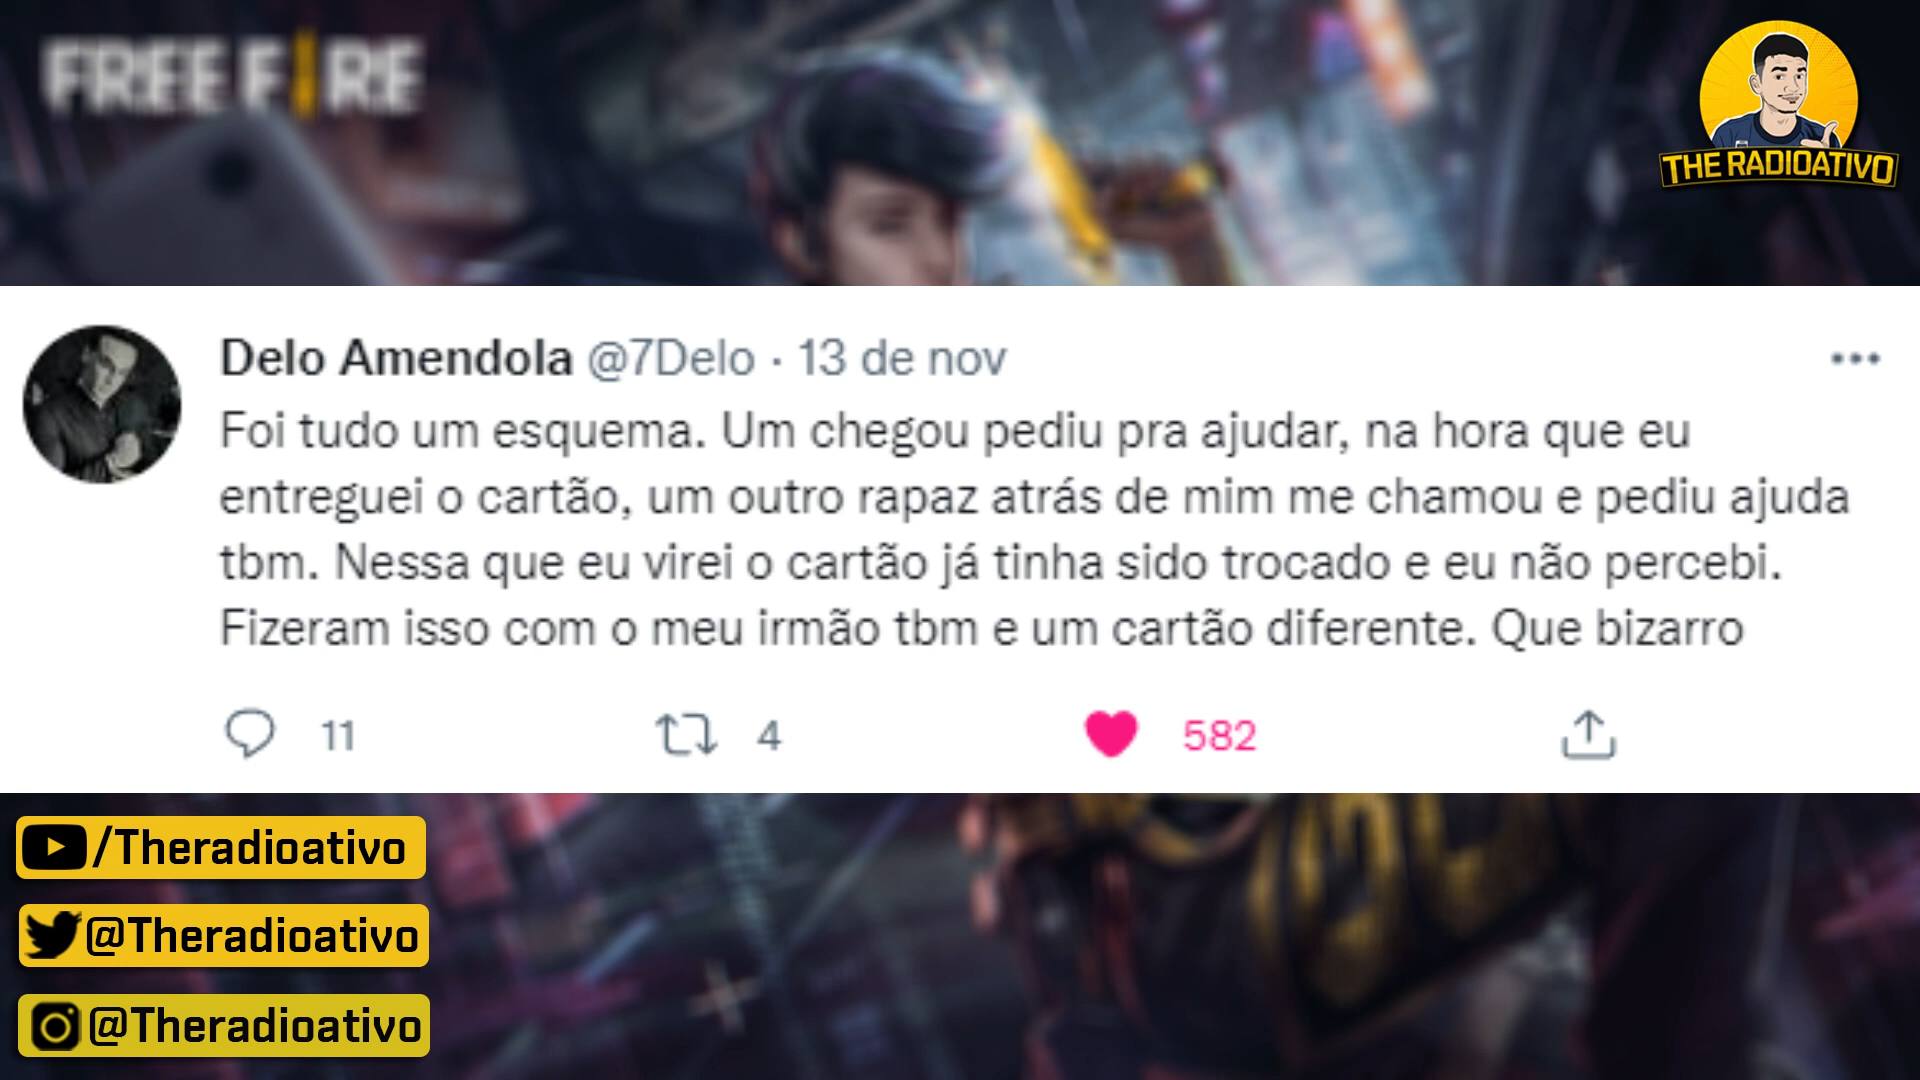 FREE FIRE
THE RADIOATIVO
Delo Amendola @7Delo · 13 de nov
Foi tudo um esquema. Um chegou pediu pra ajudar, na hora que eu
entreguei o cartão, um outro rapaz atrás de mim me chamou e pediu ajuda
tbm. Nessa que eu virei o cartão já tinha sido trocado e eu não percebi.
Fizeram isso com o meu irmão tbm e um cartão diferente. Que bizarro
11 4 582
/Theradioativo
@Theradioativo
@Theradioativo